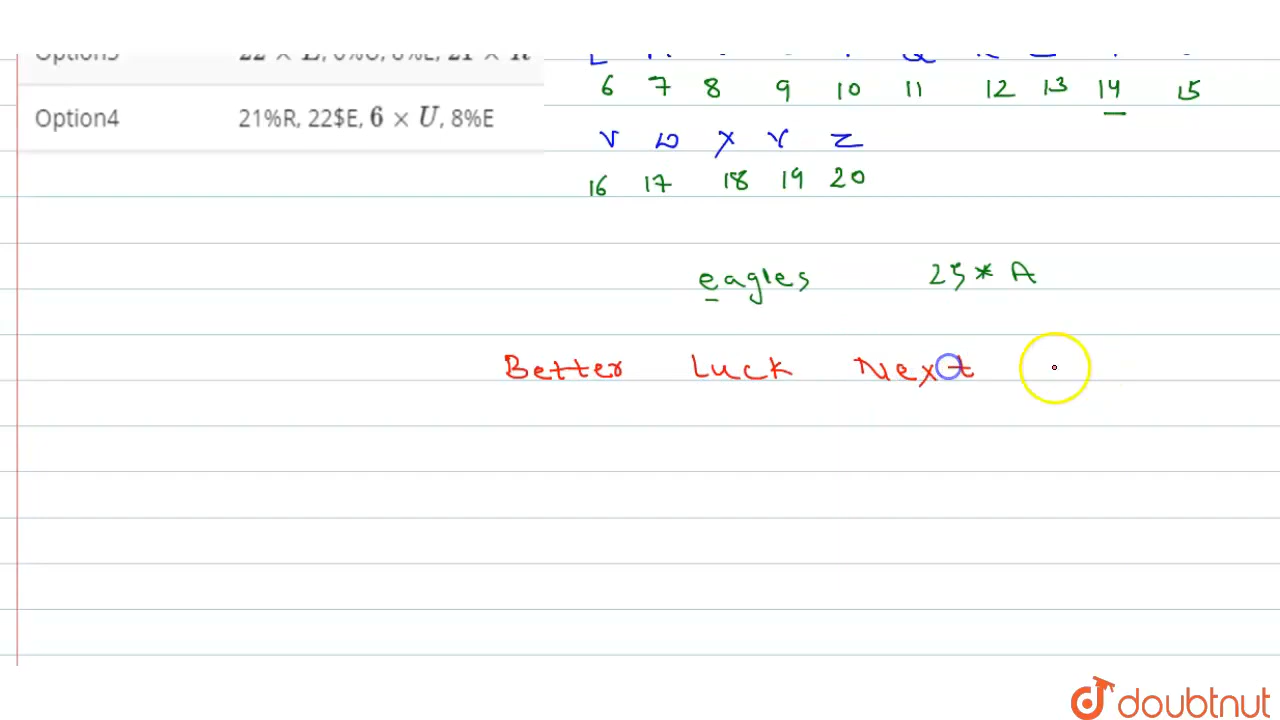 Option4 21%R, 22$E, 6 × U, 8%E
6 7 8 9 10 11 12 13 14 15
V W X Y Z
16 17 18 19 20
eagles 25 * A
Better Luck Next
doubtnut